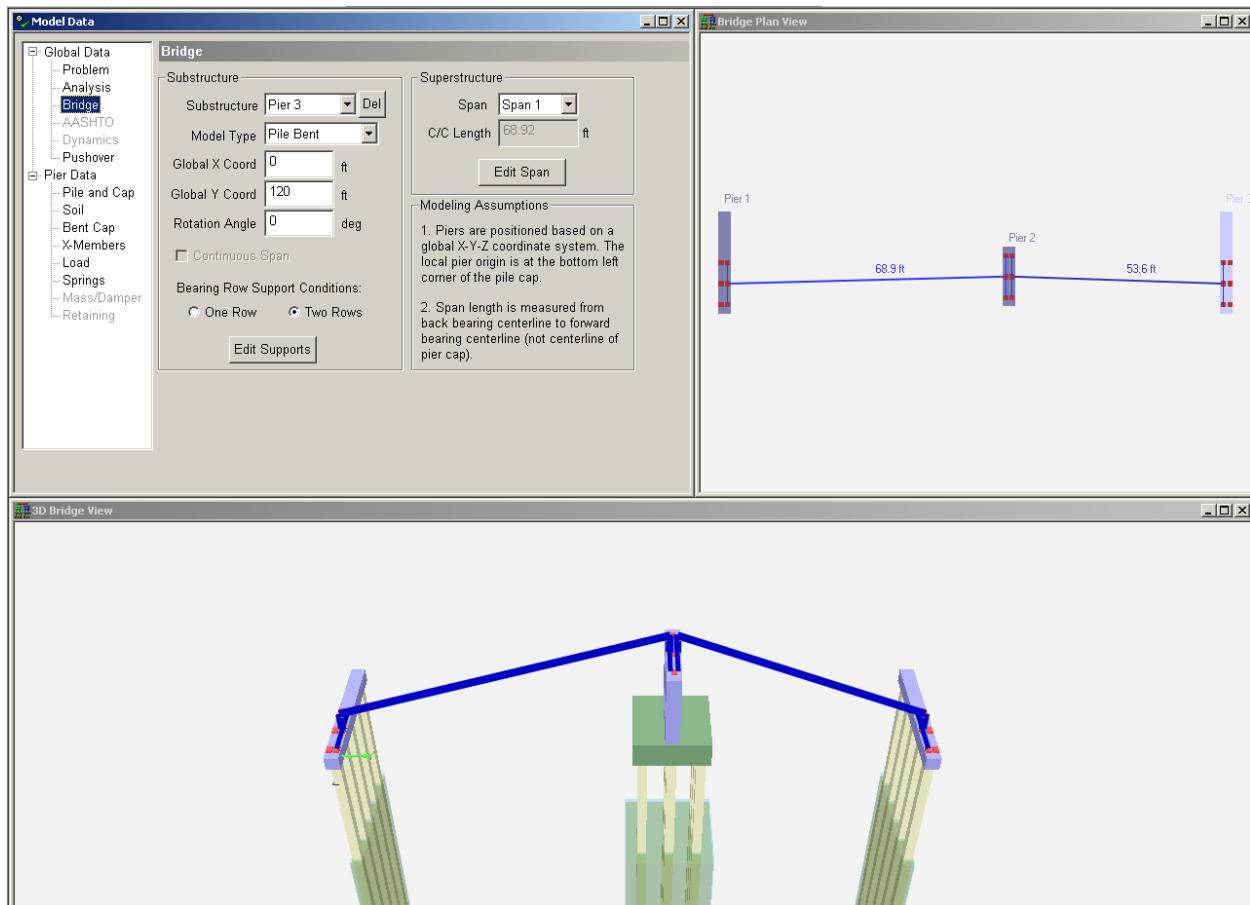 Model Data
Global Data
Problem
Analysis
Bridge
AASHTO
Dynamics
Pushover
Pier Data
Pile and Cap
Soil
Bent Cap
X-Members
Load
Springs
Mass/Damper
Retaining
Bridge
Substructure
Substructure Pier 3 Del
Model Type Pile Bent
Global X Coord 0 ft
Global Y Coord 120 ft
Rotation Angle 0 deg
Continuous Span
Bearing Row Support Conditions:
One Row Two Rows
Edit Supports
Superstructure
Span Span 1
C/C Length 68.92 ft
Edit Span
Modeling Assumptions
1. Piers are positioned based on a
global X-Y-Z coordinate system. The
local pier origin is at the bottom left
corner of the pile cap.
2. Span length is measured from
back bearing centerline to forward
bearing centerline (not centerline of
pier cap).
Bridge Plan View
Pier 1
Pier 2
Pier 3
68.9 ft
53.6 ft
3D Bridge View